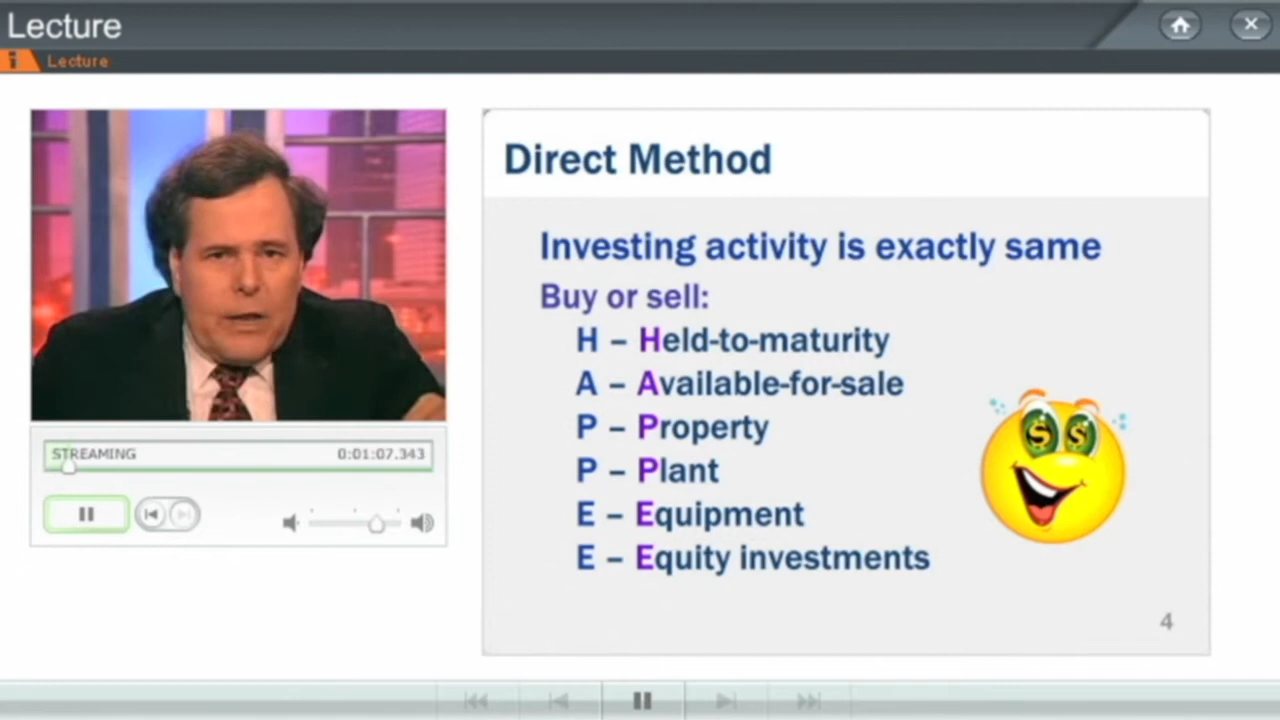 Lecture
i Lecture
STREAMING 0:01:07.343
Direct Method
Investing activity is exactly same
Buy or sell:
H – Held-to-maturity
A – Available-for-sale
P – Property
P – Plant
E – Equipment
E – Equity investments
$ $
4